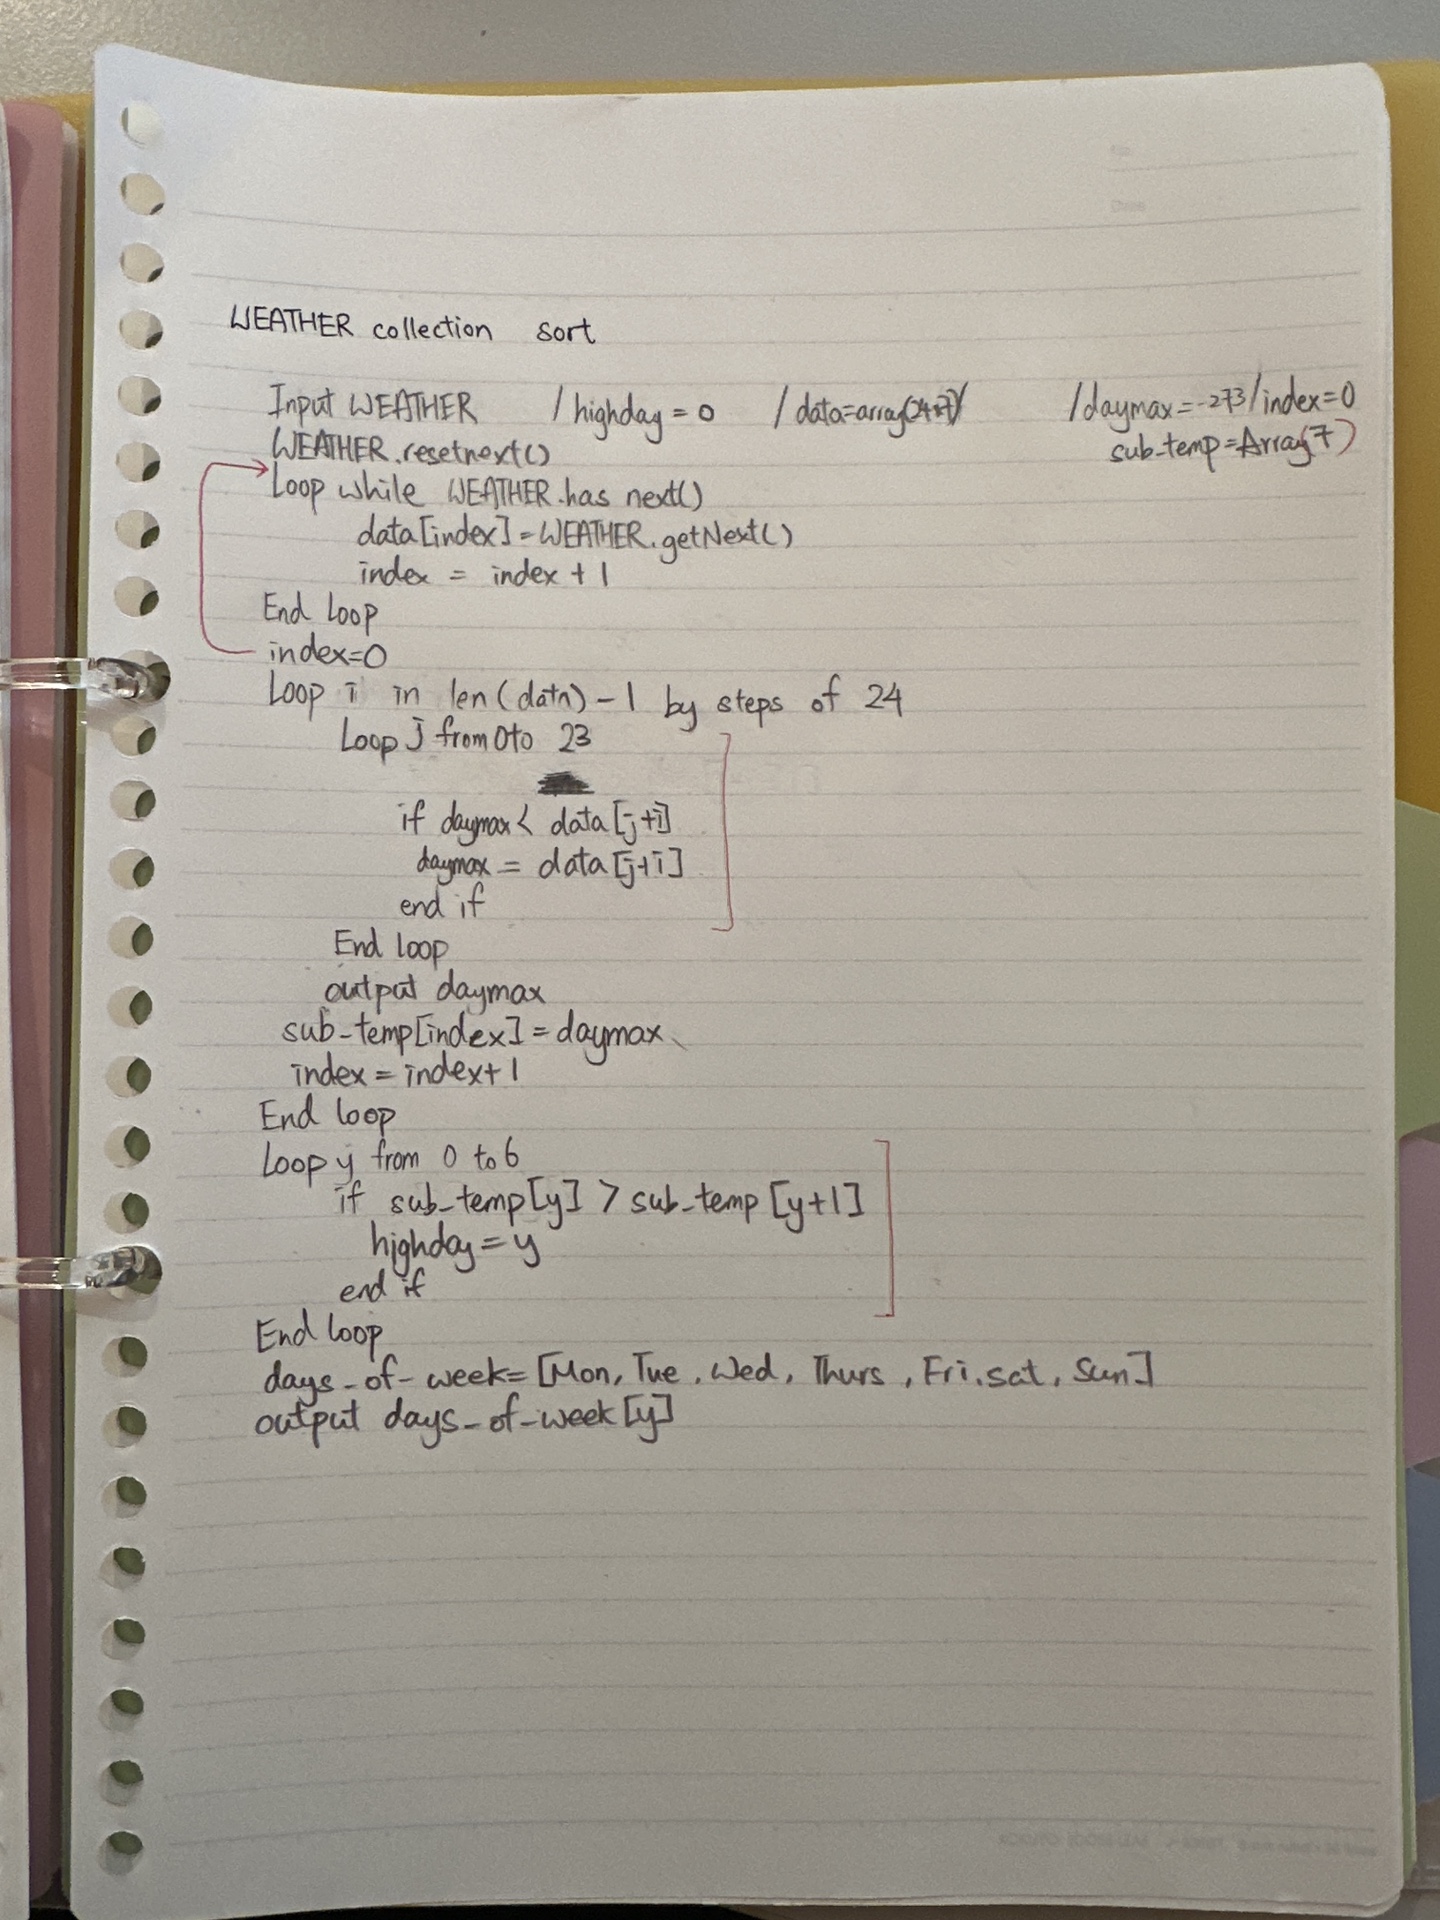 WEATHER collection sort
Input WEATHER / highday = 0 / data=array(24*7)/ / daymax=-273/index=0
sub-temp=Array(7)
WEATHER.resetnext()
Loop while WEATHER.has next()
data[index]=WEATHER.getNext()
index = index + 1
End loop
index=0
Loop i in len(data)-1 by steps of 24
Loop j from 0 to 23
if daymax < data[j+i]
daymax = data[j+i]
end if
End loop
output daymax
sub-temp[index]=daymax
index = index+1
End loop
Loop y from 0 to 6
if sub-temp[y] > sub-temp[y+1]
highday=y
end if
End loop
days-of-week=[Mon, Tue, Wed, Thurs, Fri, sat, Sun]
output days-of-week[y]